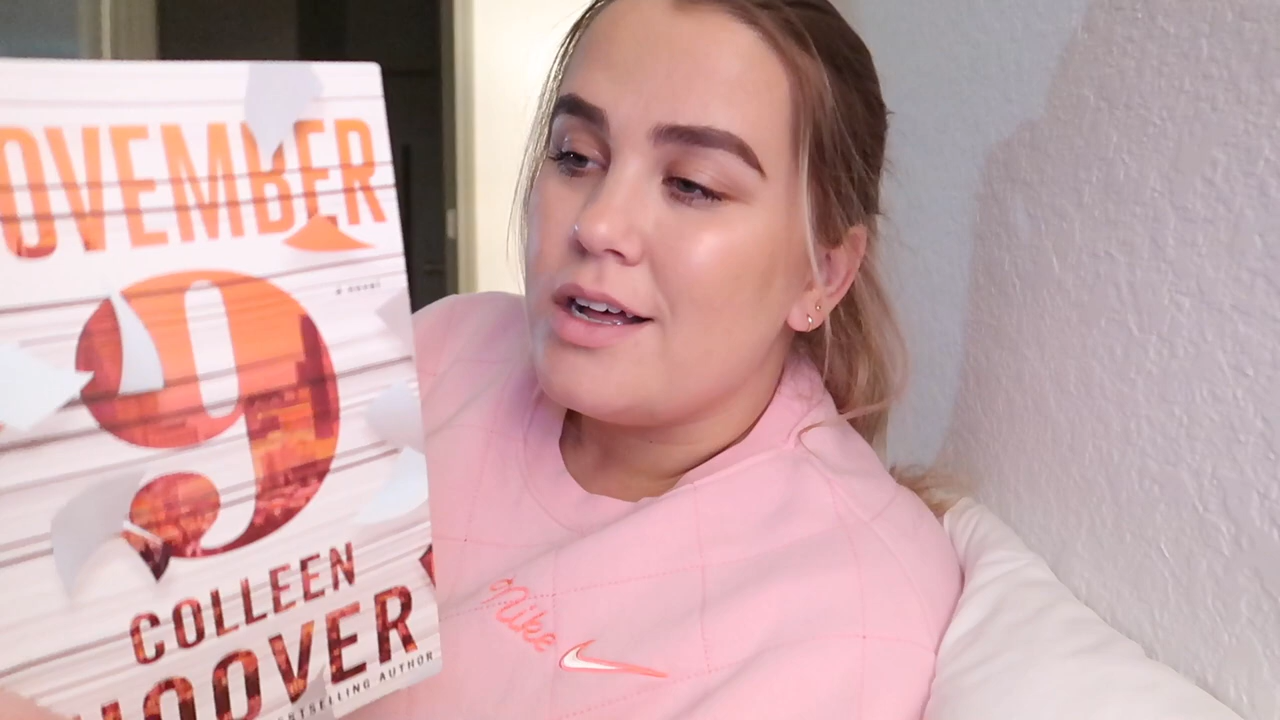 OVEMBER
9
a novel
COLLEEN
HOOVER
BESTSELLING AUTHOR
Nike